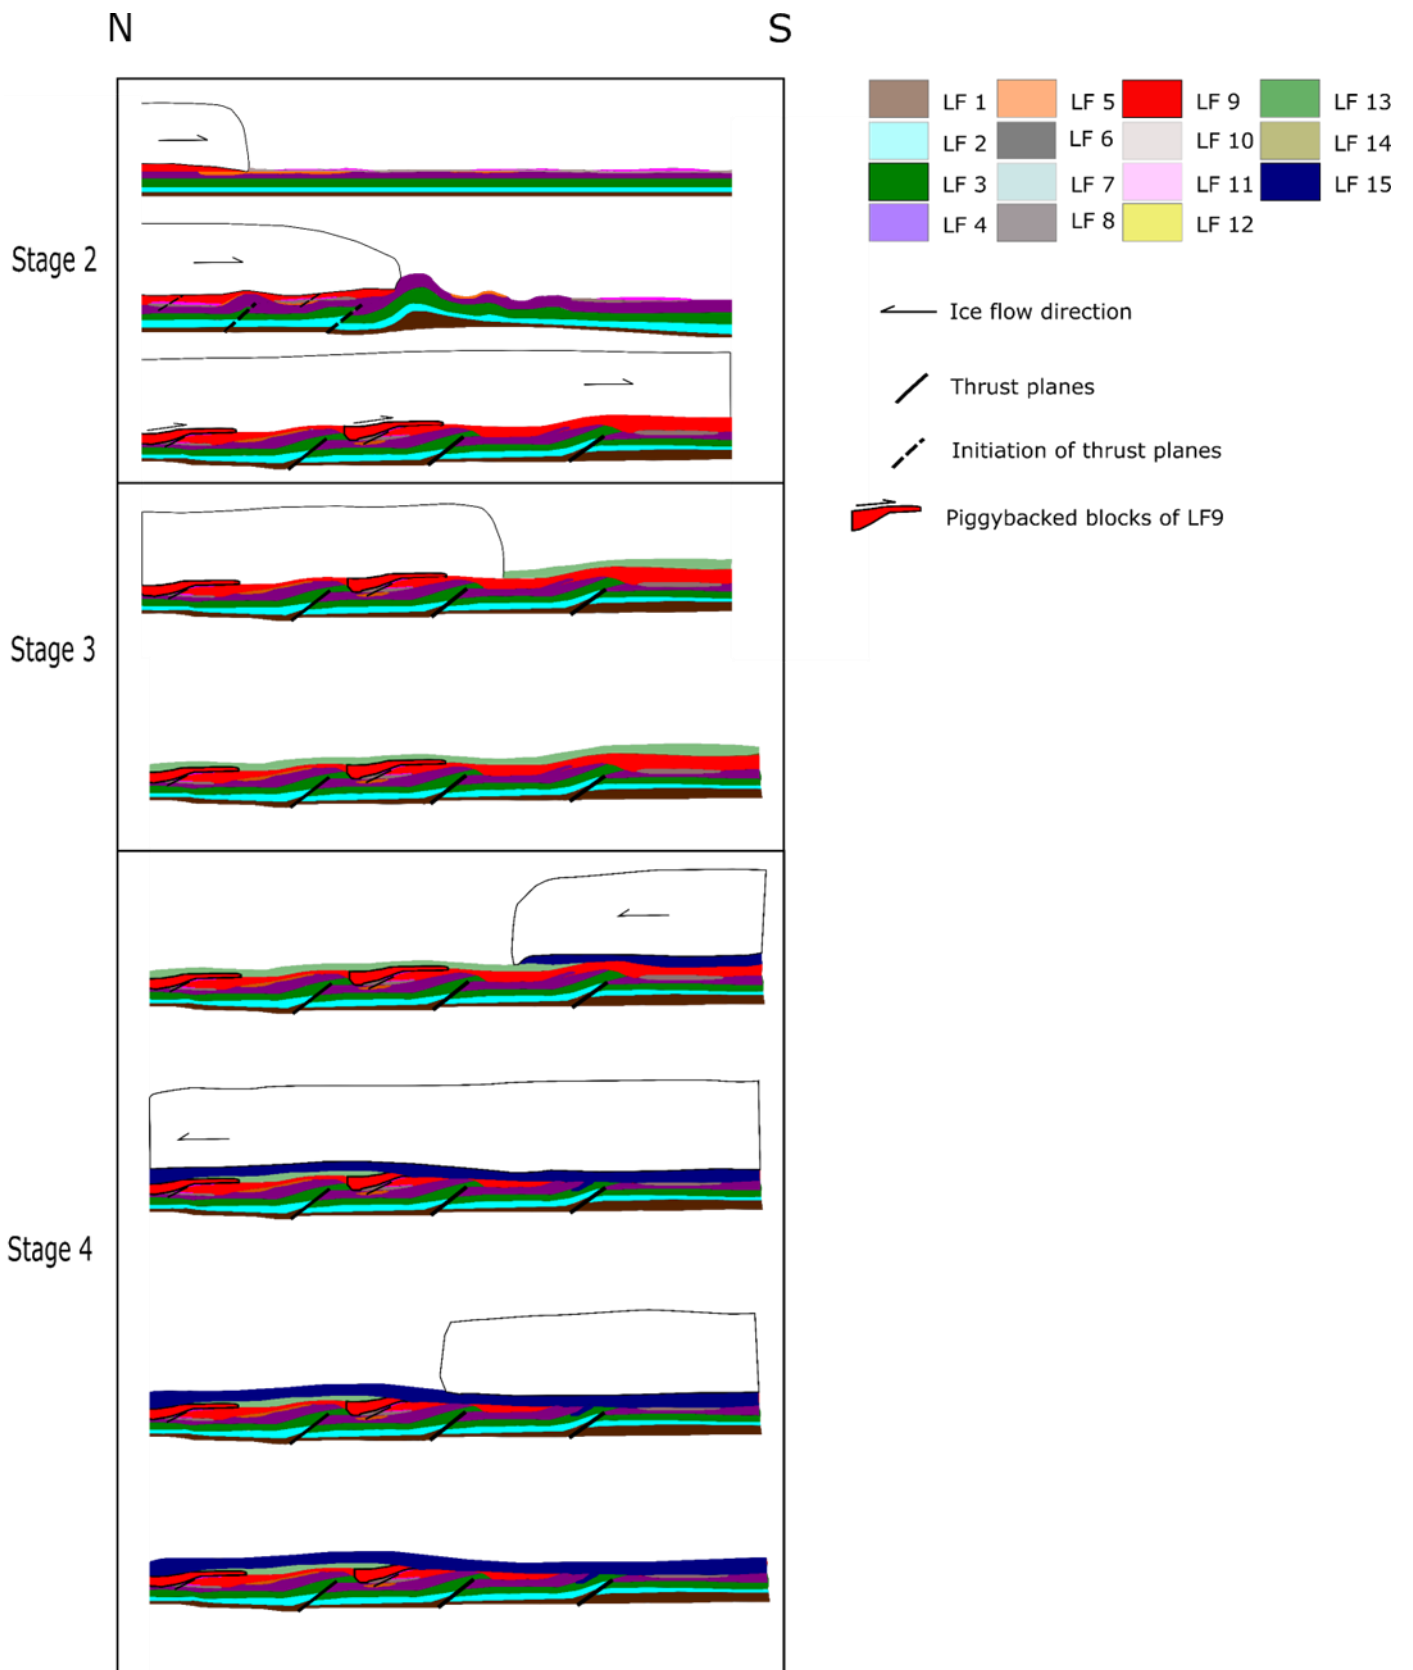 N S
LF 1 LF 5 LF 9 LF 13
LF 2 LF 6 LF 10 LF 14
LF 3 LF 7 LF 11 LF 15
LF 4 LF 8 LF 12
Stage 2
Ice flow direction
Thrust planes
Initiation of thrust planes
Piggybacked blocks of LF9
Stage 3
Stage 4